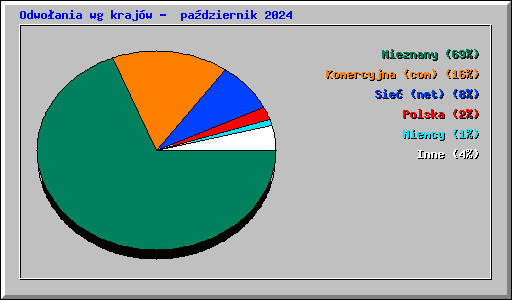 Odwołania wg krajów - październik 2024
Nieznany (69%)
Komercyjna (com) (16%)
Sieć (net) (8%)
Polska (2%)
Niemcy (1%)
Inne (4%)